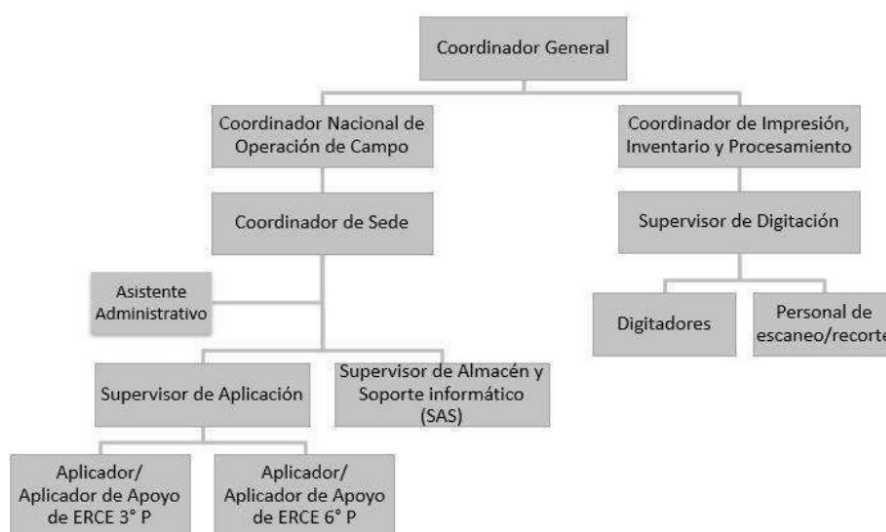 Coordinador General
Coordinador Nacional de
Operación de Campo
Coordinador de Impresión,
Inventario y Procesamiento
Coordinador de Sede
Supervisor de Digitación
Asistente
Administrativo
Digitadores
Personal de
escaneo/recorte
Supervisor de Aplicación
Supervisor de Almacén y
Soporte informático
(SAS)
Aplicador/
Aplicador de Apoyo
de ERCE 3° P
Aplicador/
Aplicador de Apoyo
de ERCE 6° P